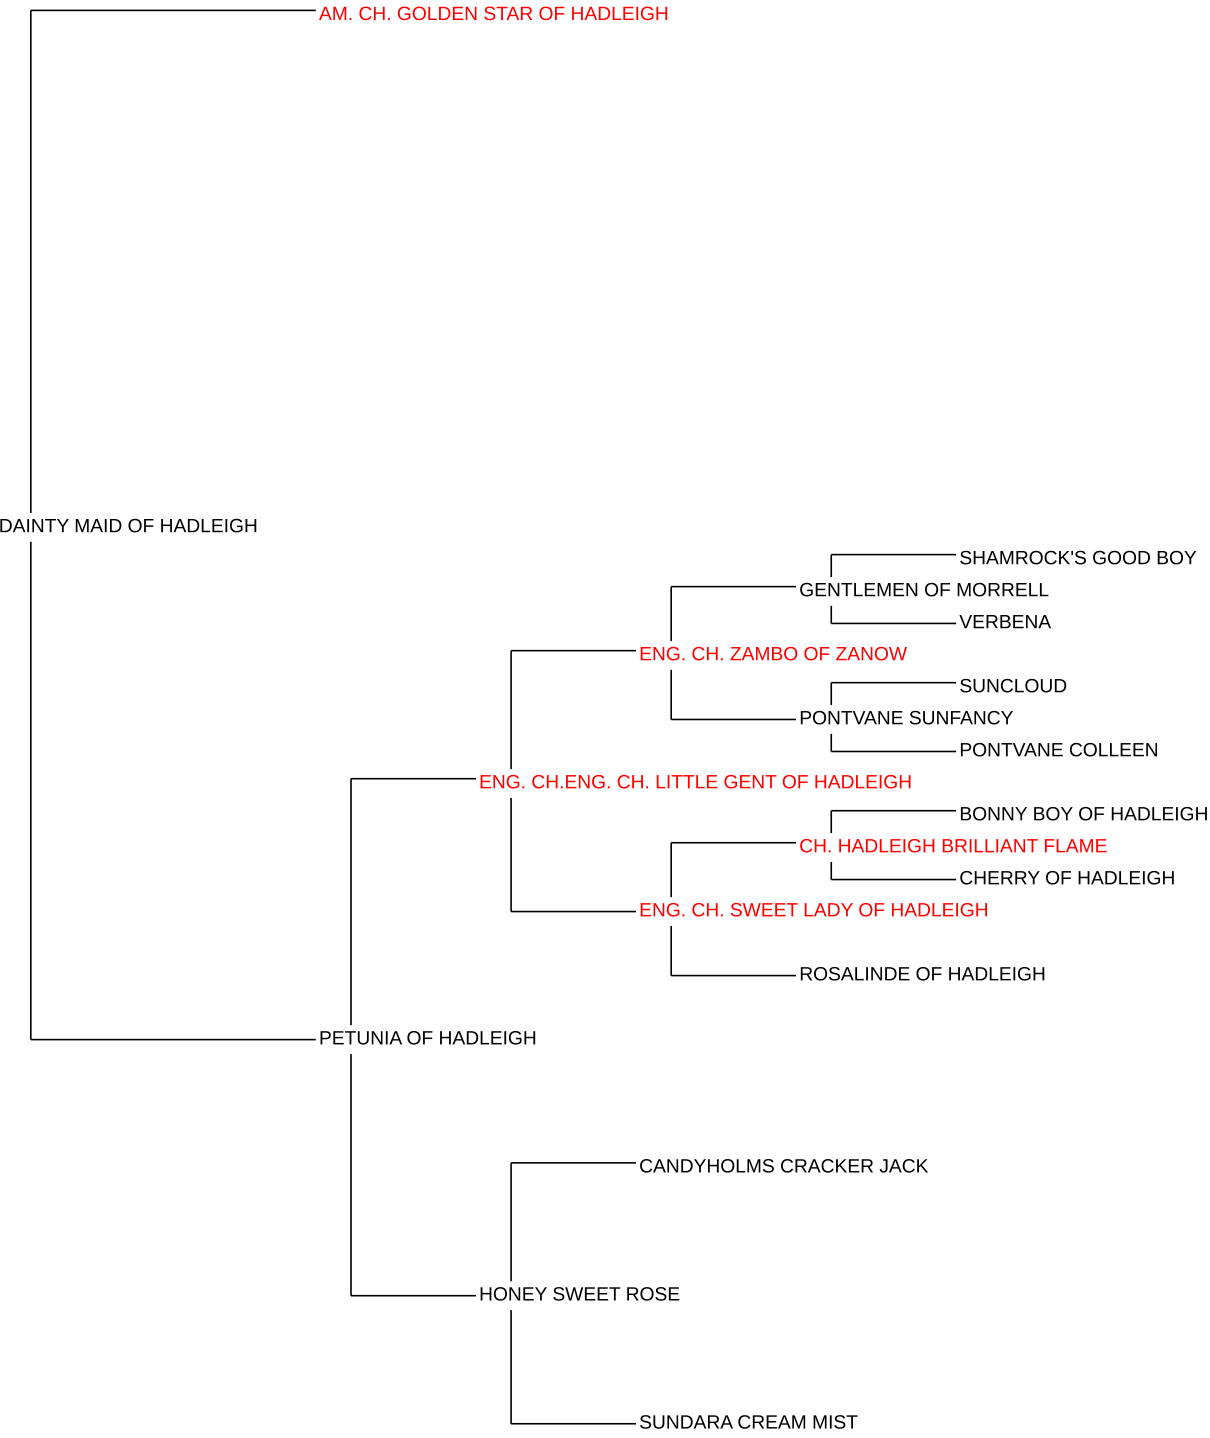 AM. CH. GOLDEN STAR OF HADLEIGH
DAINTY MAID OF HADLEIGH
SHAMROCK'S GOOD BOY
GENTLEMEN OF MORRELL
VERBENA
ENG. CH. ZAMBO OF ZANOW
SUNCLOUD
PONTVANE SUNFANCY
PONTVANE COLLEEN
ENG. CH.ENG. CH. LITTLE GENT OF HADLEIGH
BONNY BOY OF HADLEIGH
CH. HADLEIGH BRILLIANT FLAME
CHERRY OF HADLEIGH
ENG. CH. SWEET LADY OF HADLEIGH
ROSALINDE OF HADLEIGH
PETUNIA OF HADLEIGH
CANDYHOLMS CRACKER JACK
HONEY SWEET ROSE
SUNDARA CREAM MIST